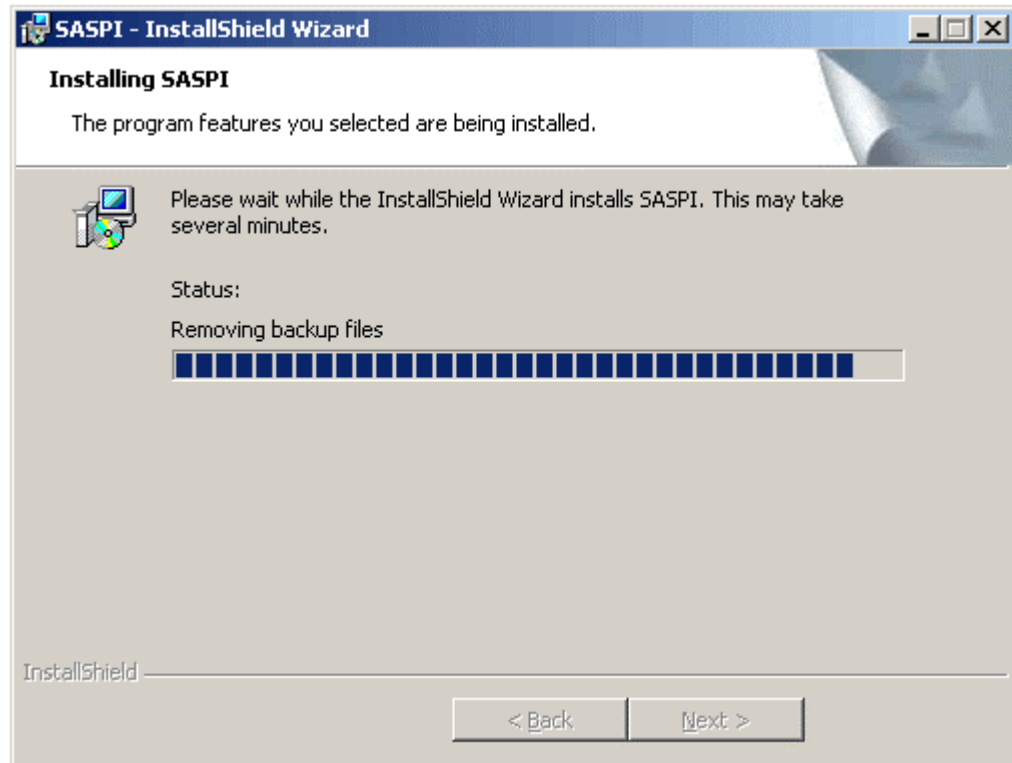 SASPI - InstallShield Wizard
Installing SASPI
The program features you selected are being installed.
Please wait while the InstallShield Wizard installs SASPI. This may take
several minutes.
Status:
Removing backup files
InstallShield
< Back Next >